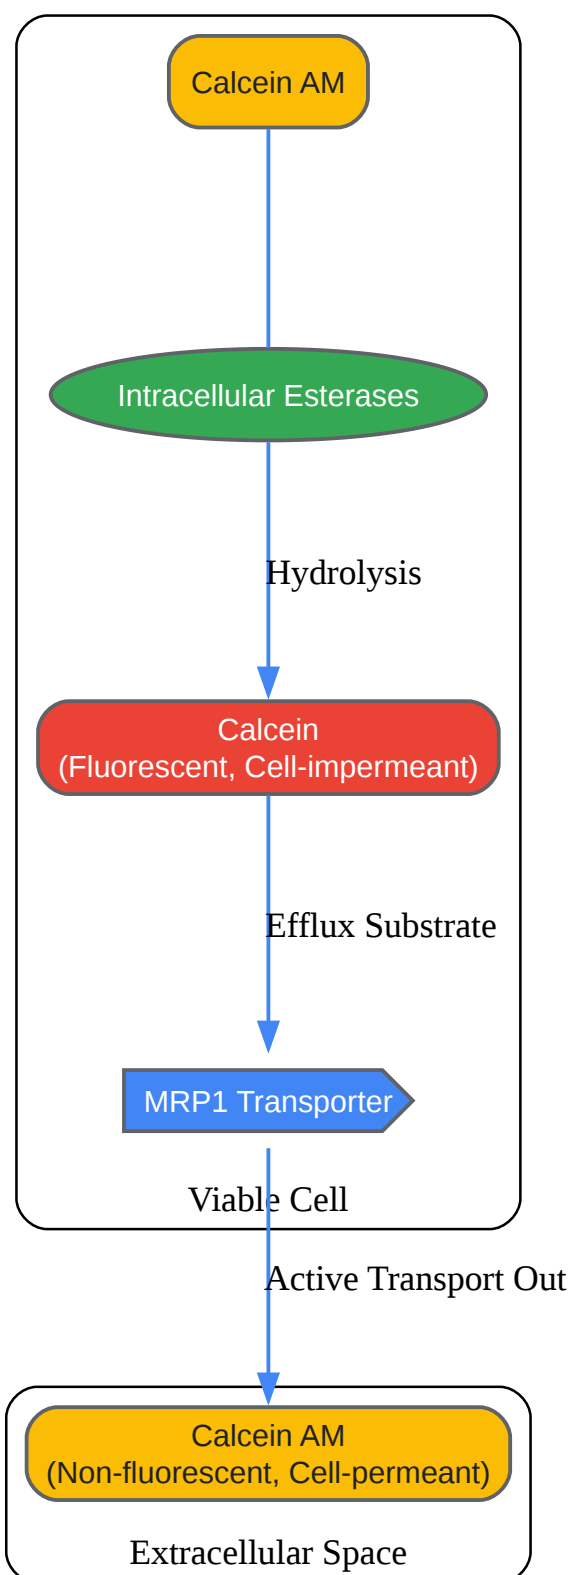 Calcein AM
Intracellular Esterases
Hydrolysis
Calcein
(Fluorescent, Cell-impermeant)
Efflux Substrate
MRP1 Transporter
Viable Cell
Active Transport Out
Calcein AM
(Non-fluorescent, Cell-permeant)
Extracellular Space